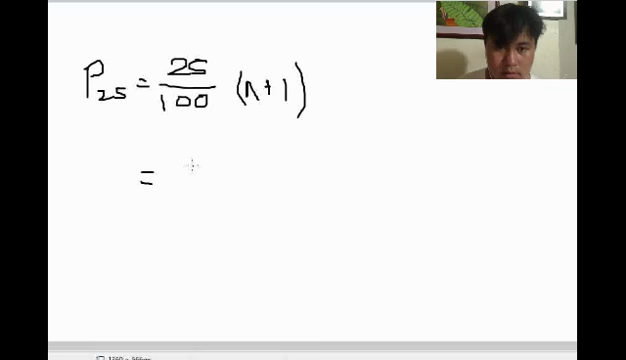 P₂₅ = 25/100 (n+1)
=